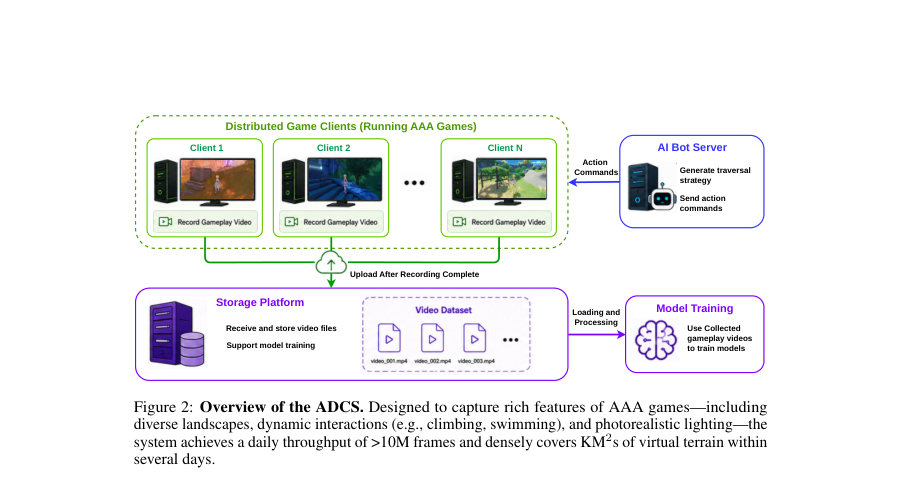 Distributed Game Clients (Running AAA Games)
Client 1
Client 2
Client N
Record Gameplay Video
Record Gameplay Video
Record Gameplay Video
Action
Commands
AI Bot Server
Generate traversal
strategy
Send action
commands
Upload After Recording Complete
Storage Platform
Receive and store video files
Support model training
Video Dataset
video_001.mp4
video_002.mp4
video_003.mp4
Loading and
Processing
Model Training
Use Collected
gameplay videos
to train models
Figure 2: Overview of the ADCS. Designed to capture rich features of AAA games—including
diverse landscapes, dynamic interactions (e.g., climbing, swimming), and photorealistic lighting—the
system achieves a daily throughput of >10M frames and densely covers KM²s of virtual terrain within
several days.